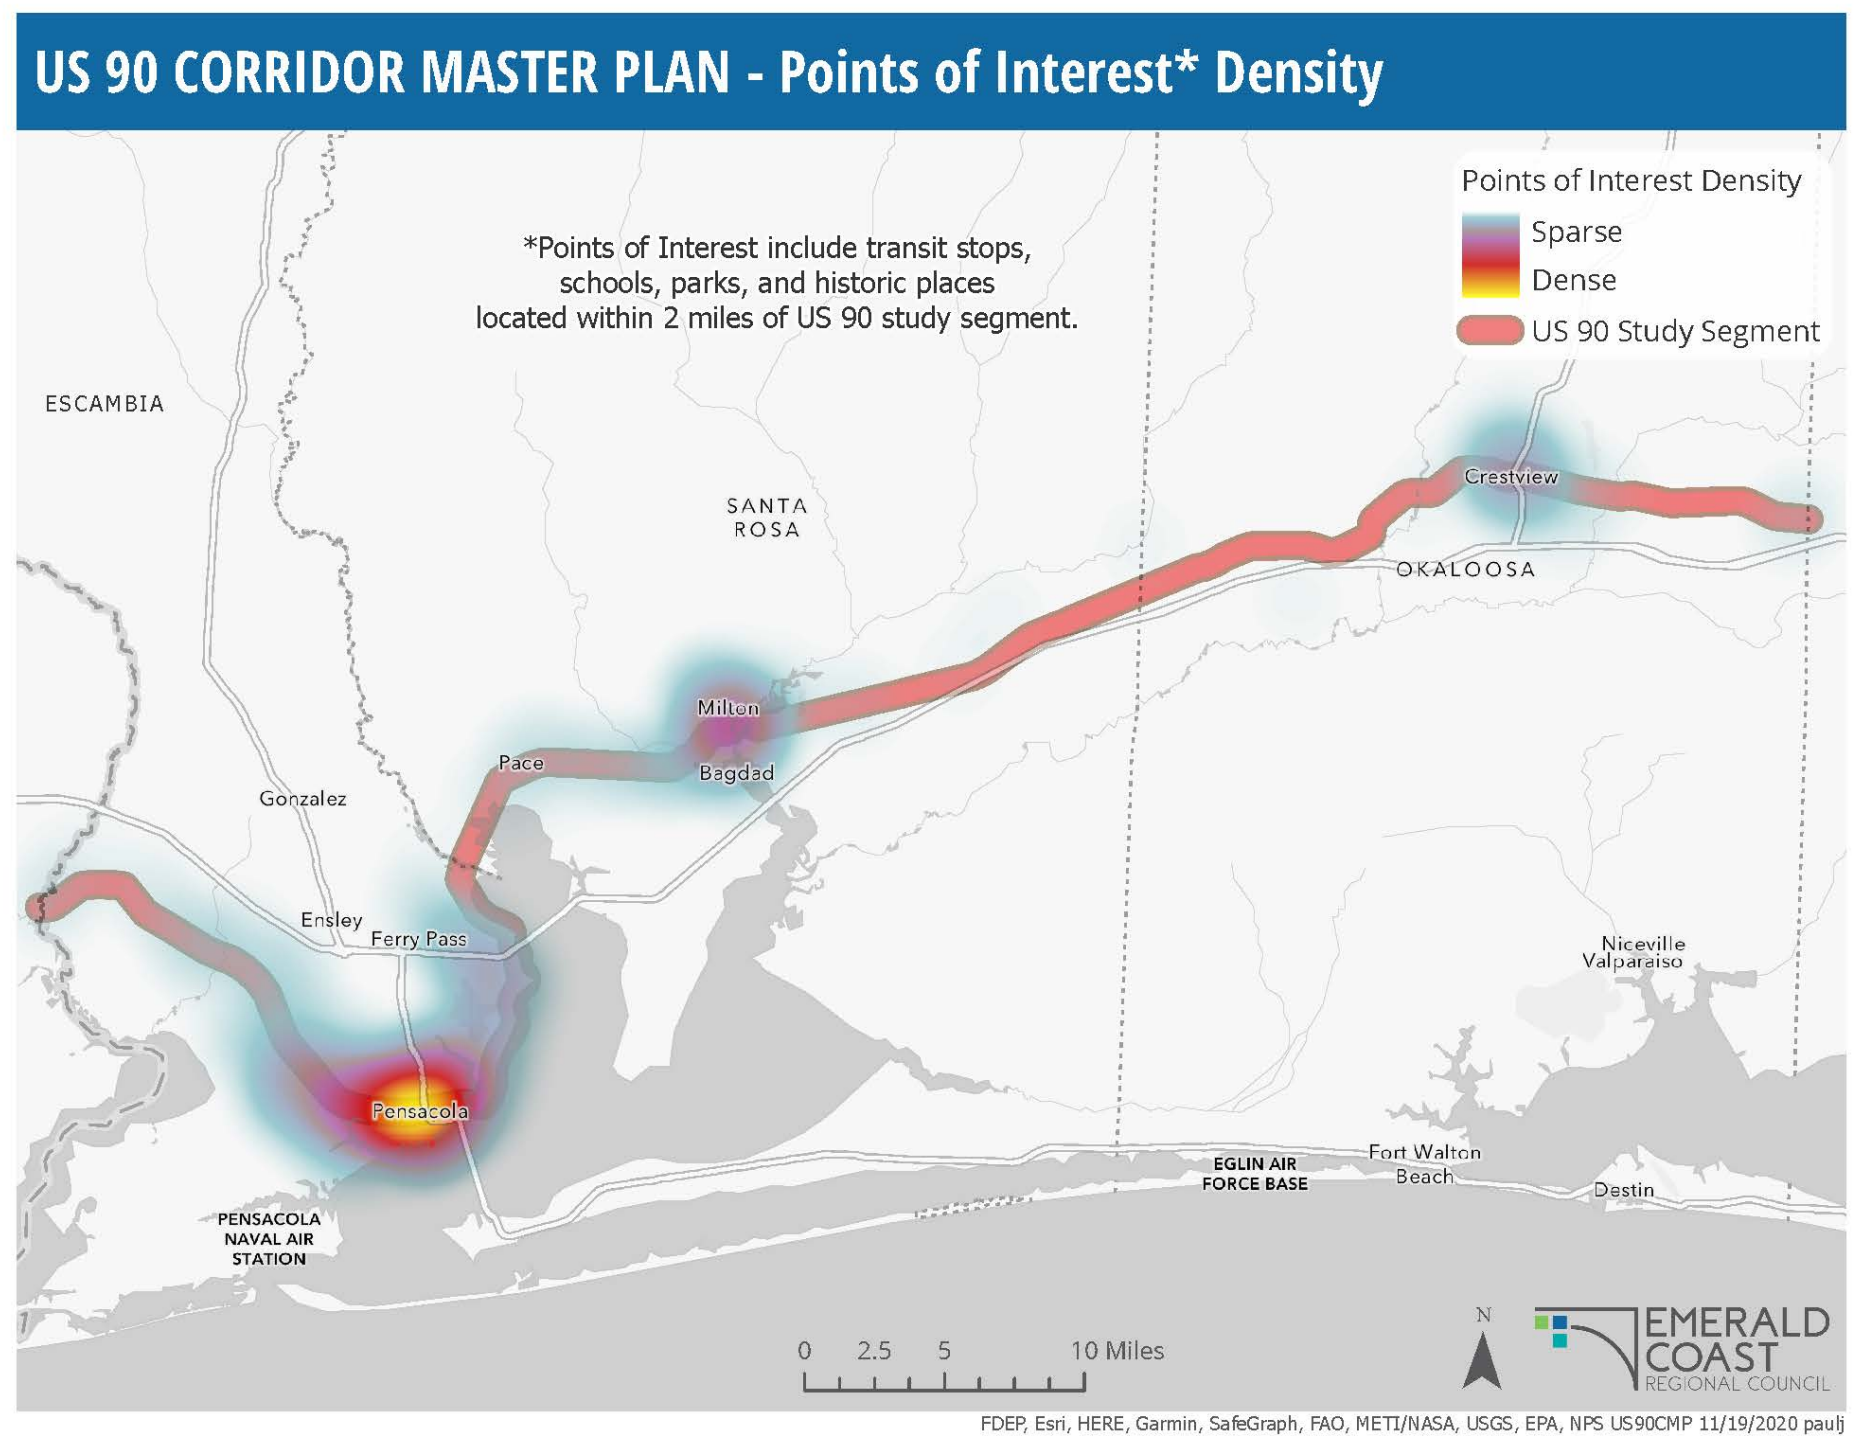 US 90 CORRIDOR MASTER PLAN - Points of Interest* Density
Points of Interest Density
Sparse
Dense
US 90 Study Segment
*Points of Interest include transit stops,
schools, parks, and historic places
located within 2 miles of US 90 study segment.
ESCAMBIA
SANTA
ROSA
Crestview
OKALOOSA
Milton
Pace
Bagdad
Gonzalez
Ensley
Ferry Pass
Niceville
Valparaiso
Pensacola
Fort Walton
Beach
EGLIN AIR
FORCE BASE
Destin
PENSACOLA
NAVAL AIR
STATION
0 2.5 5 10 Miles
N
EMERALD
COAST
REGIONAL COUNCIL
FDEP, Esri, HERE, Garmin, SafeGraph, FAO, METI/NASA, USGS, EPA, NPS US90CMP 11/19/2020 paulj